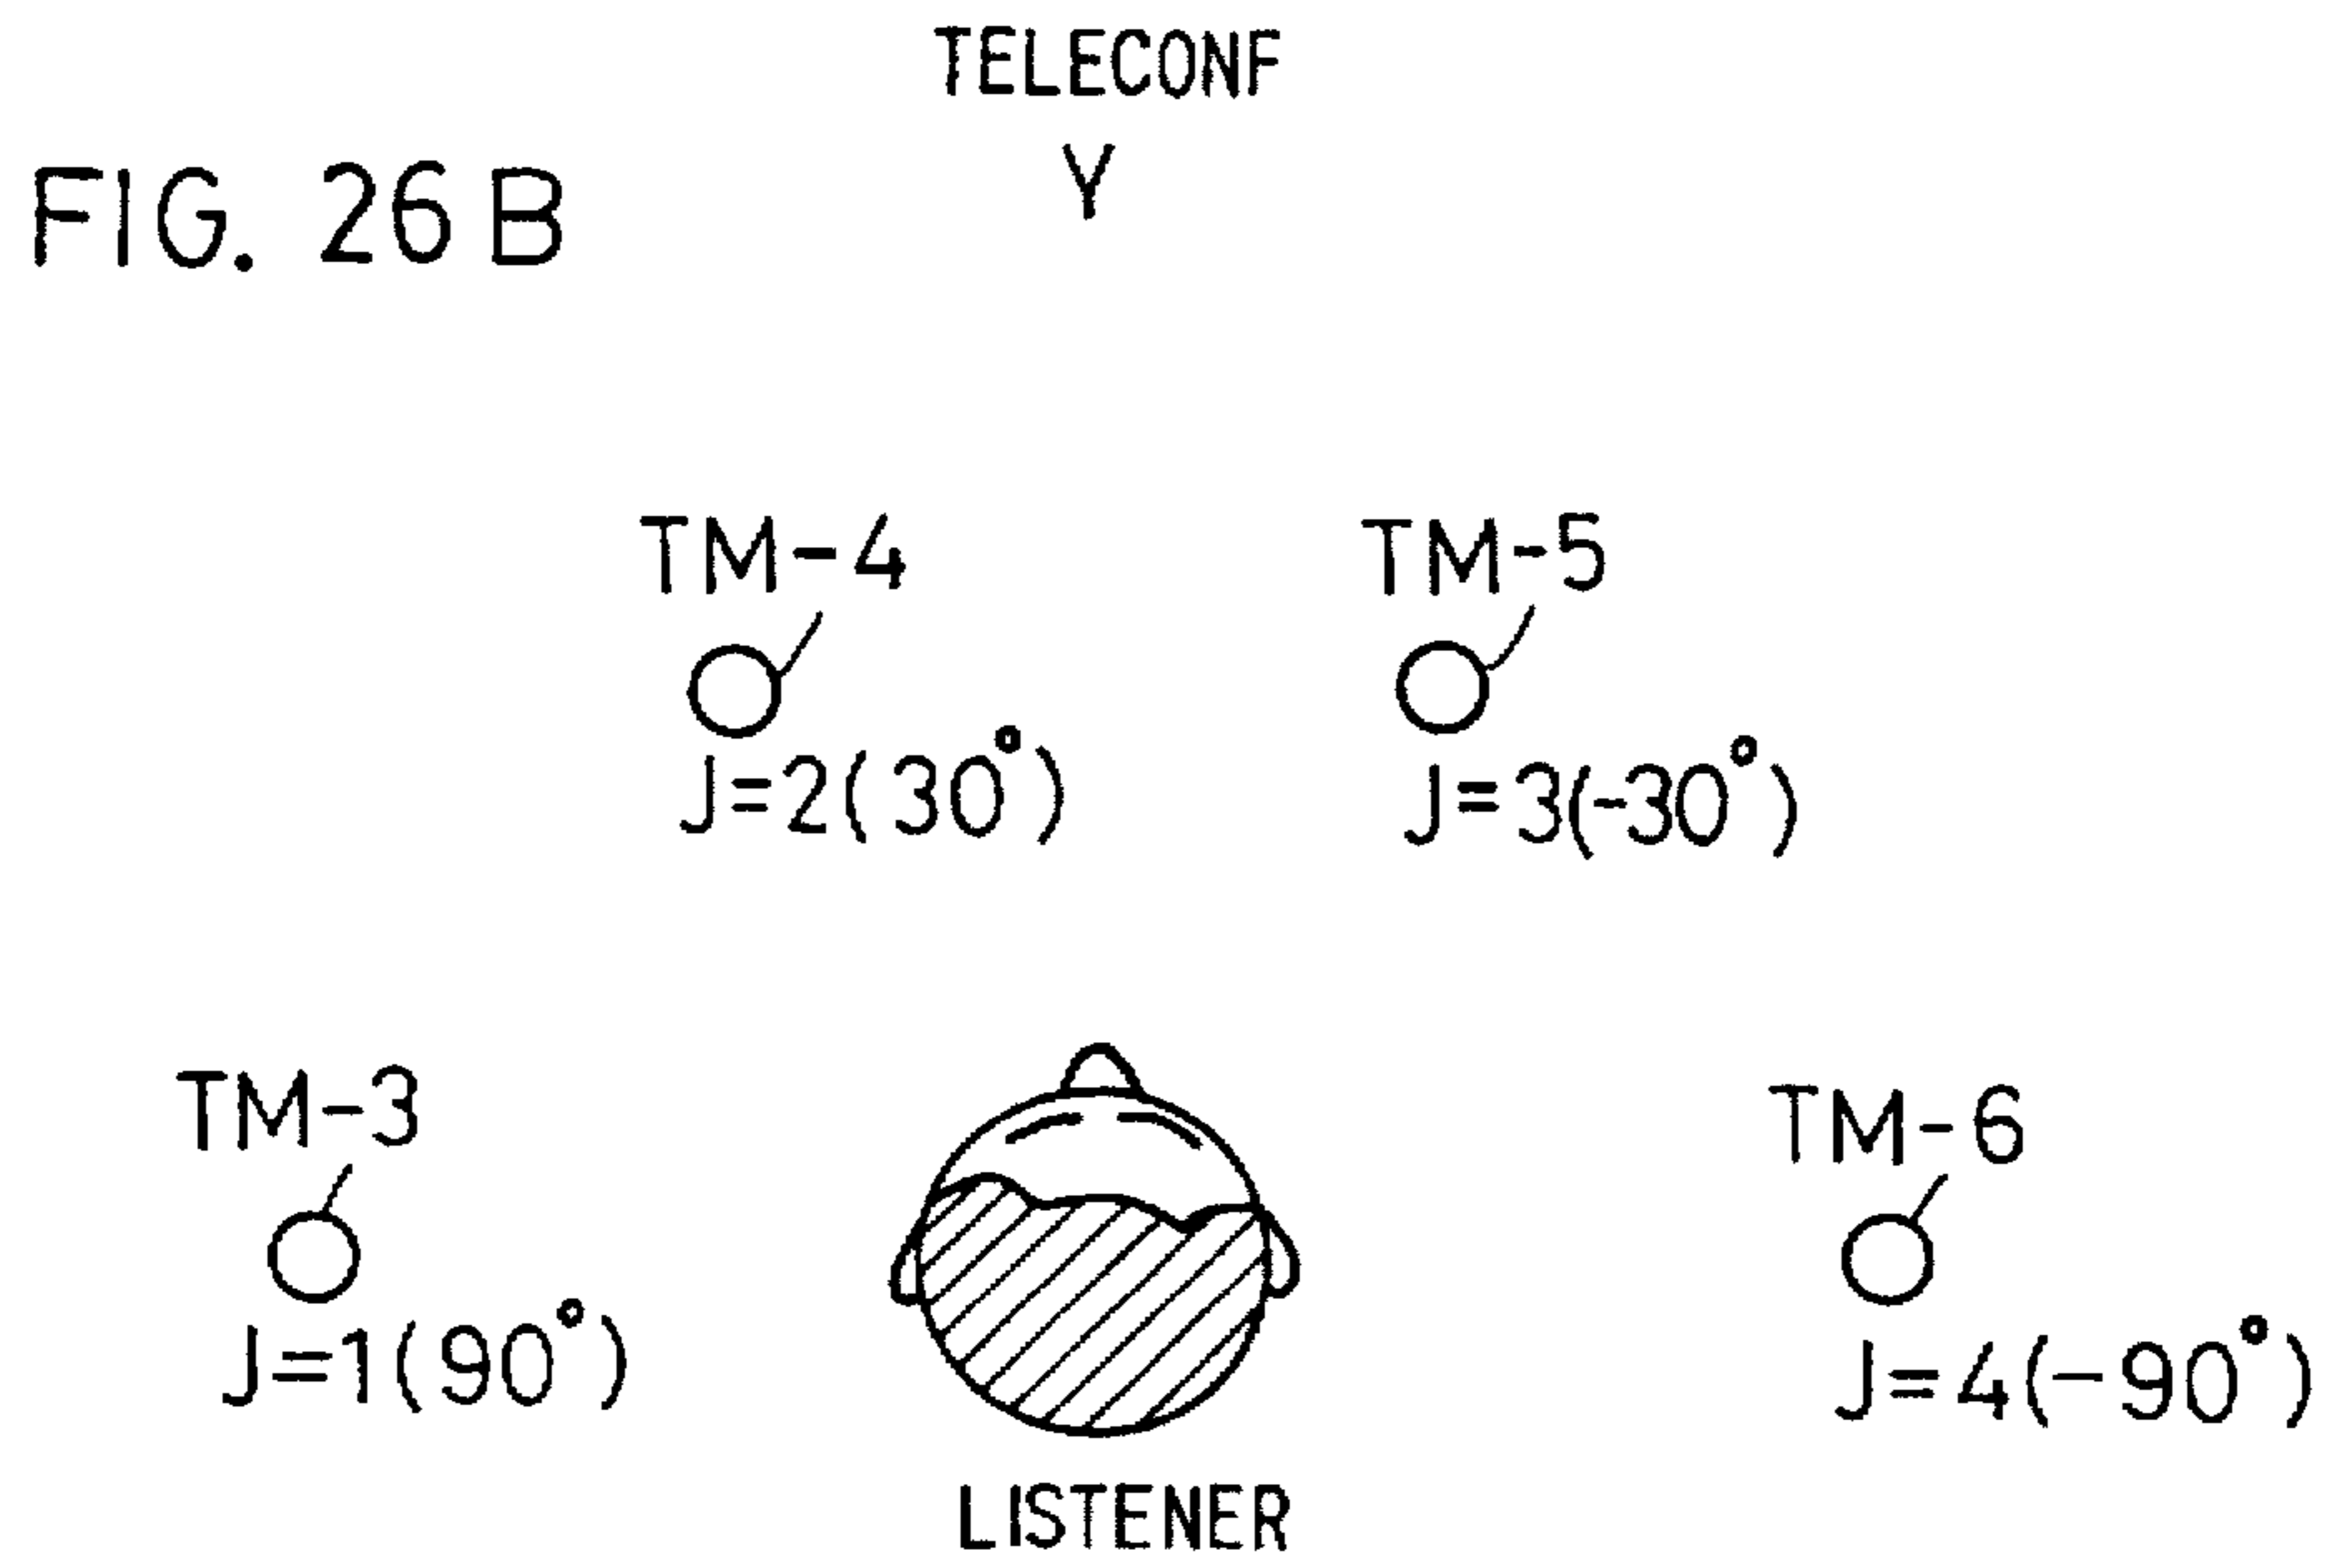 TELECONF
Y
FIG. 26B
TM-4
TM-5
J=2(30°)
J=3(-30°)
TM-3
TM-6
J=1(90°)
J=4(-90°)
LISTENER